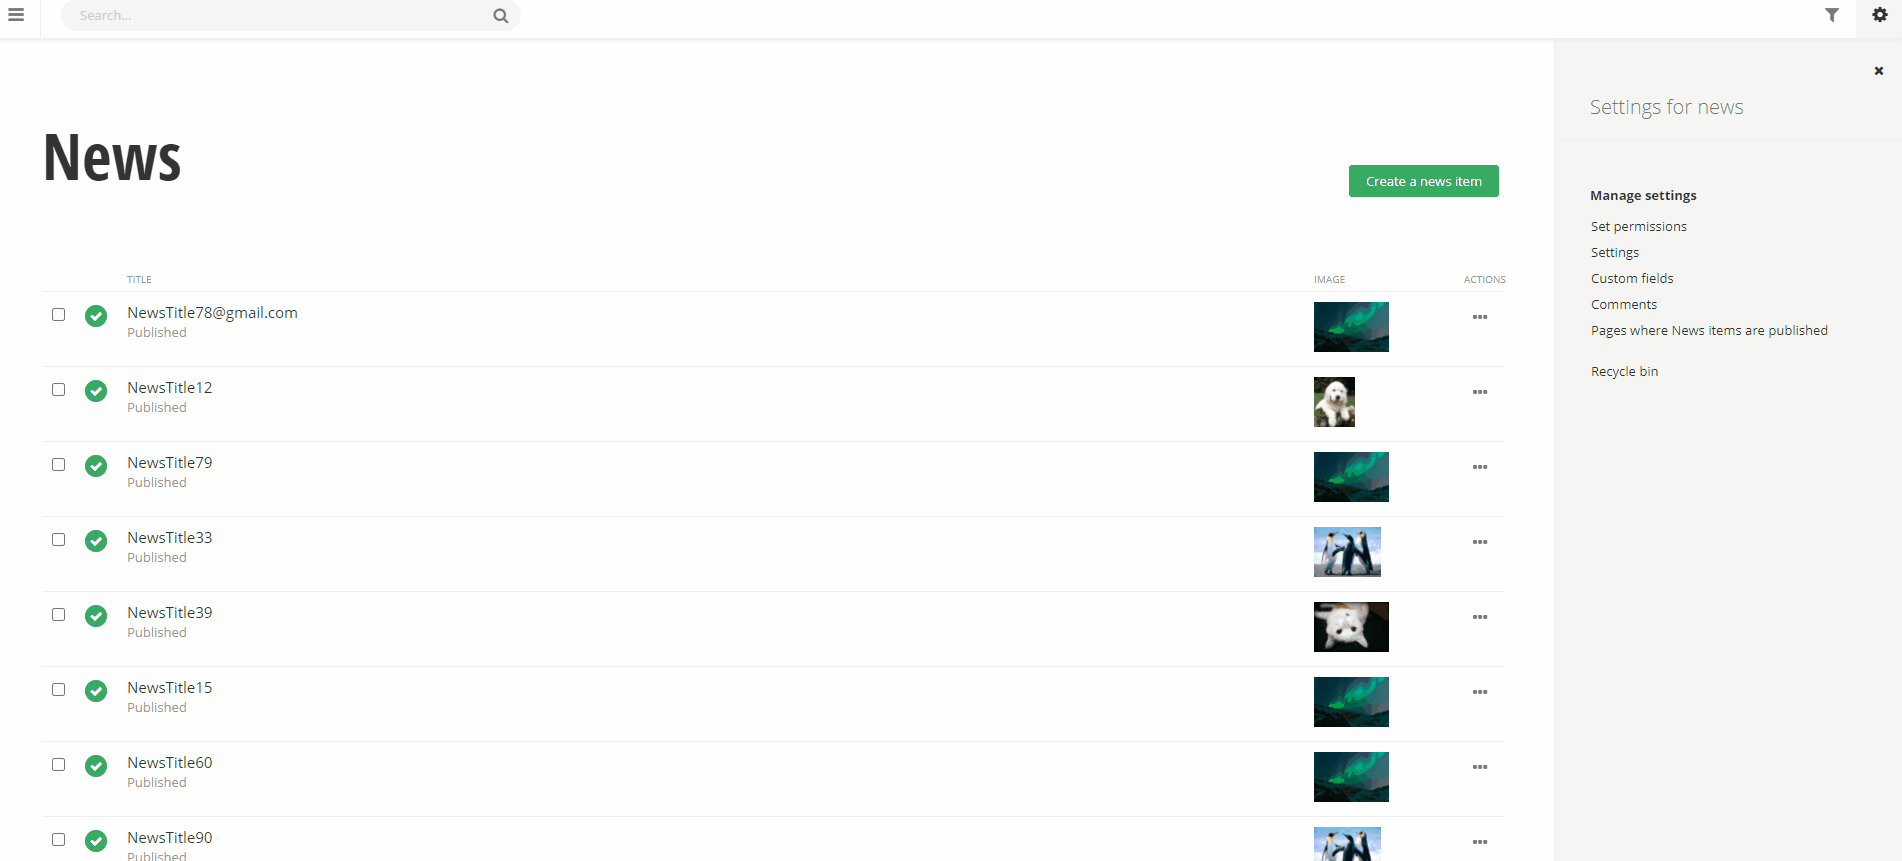 Search...
Settings for news
News
Create a news item
Manage settings
Set permissions
Settings
Custom fields
Comments
Pages where News items are published
Recycle bin
TITLE IMAGE ACTIONS
NewsTitle78@gmail.com
Published
NewsTitle12
Published
NewsTitle79
Published
NewsTitle33
Published
NewsTitle39
Published
NewsTitle15
Published
NewsTitle60
Published
NewsTitle90
Published